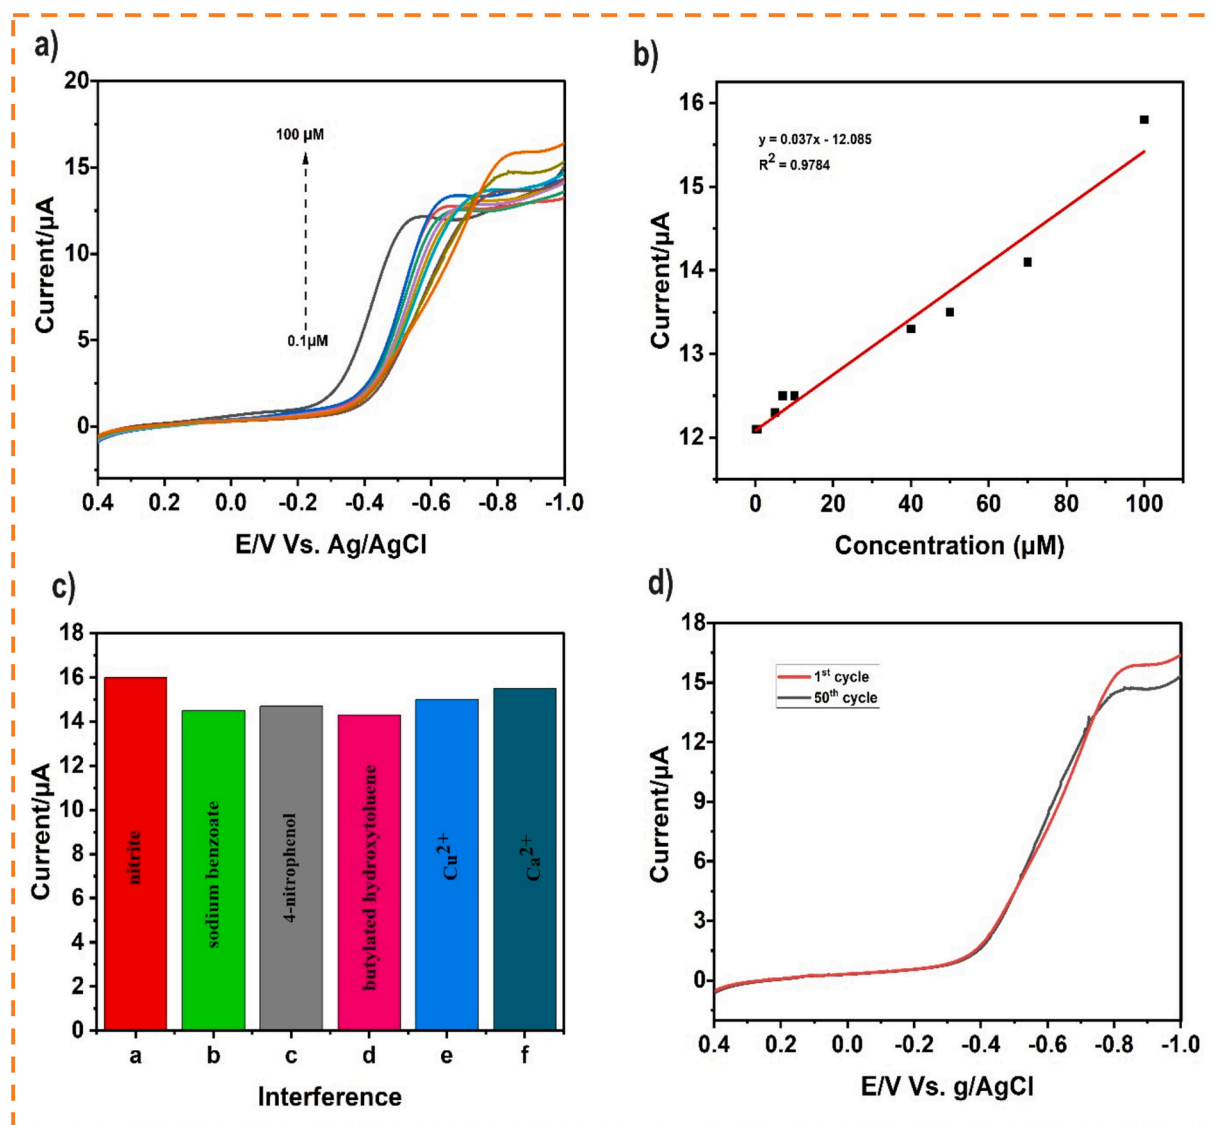 a)
20
15
10
5
0
100 µM
0.1µM
Current/µA
0.4 0.2 0.0 -0.2 -0.4 -0.6 -0.8 -1.0
E/V Vs. Ag/AgCl
b)
16
15
14
13
12
y = 0.037x - 12.085
R² = 0.9784
Current/µA
0 20 40 60 80 100
Concentration (µM)
c)
18
16
14
12
10
8
6
4
2
0
Current/µA
nitrite
sodium benzoate
4-nitrophenol
butylated hydroxytoluene
Cu²⁺
Ca²⁺
a b c d e f
Interference
d)
18
15
12
9
6
3
0
1st cycle
50th cycle
Current/µA
0.4 0.2 0.0 -0.2 -0.4 -0.6 -0.8 -1.0
E/V Vs. g/AgCl